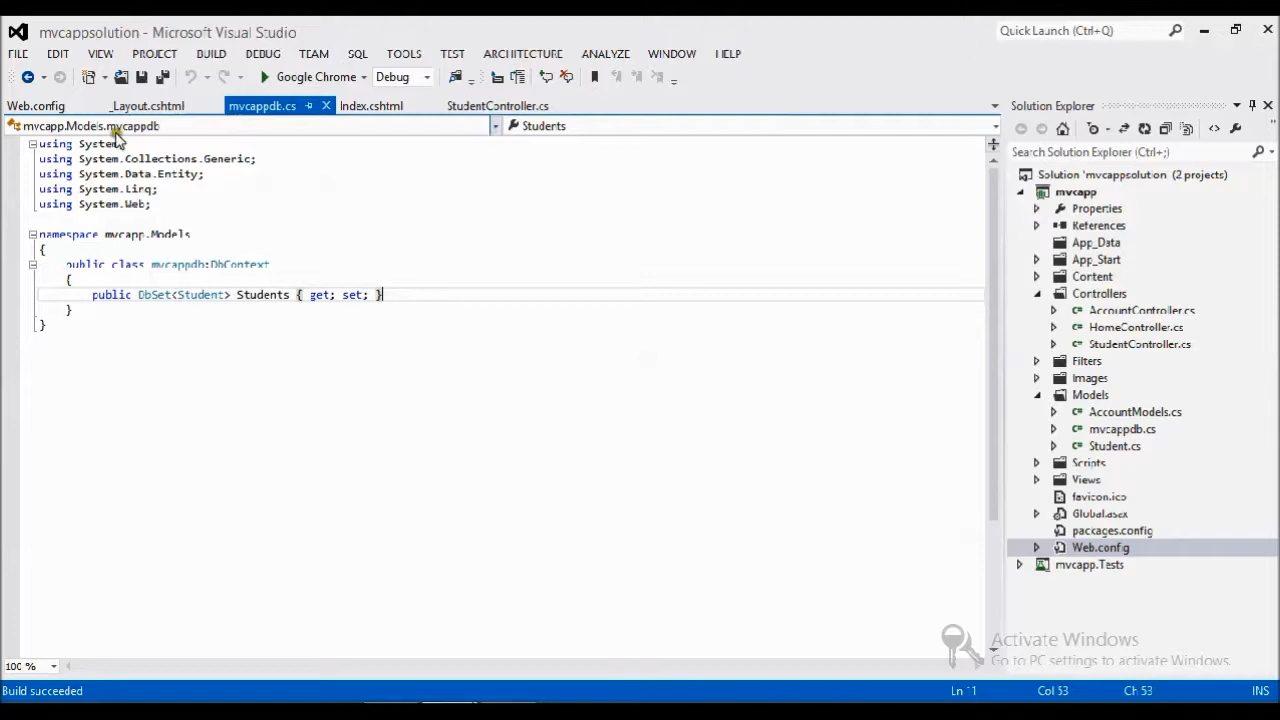 mvcappsolution - Microsoft Visual Studio
Quick Launch (Ctrl+Q)
FILE EDIT VIEW PROJECT BUILD DEBUG TEAM SQL TOOLS TEST ARCHITECTURE ANALYZE WINDOW HELP
Google Chrome Debug
Web.config _Layout.cshtml mvcappdb.cs Index.cshtml StudentController.cs
mvcapp.Models.mvcappdb Students
using System;
using System.Collections.Generic;
using System.Data.Entity;
using System.Linq;
using System.Web;
namespace mvcapp.Models
{
public class mvcappdb:DbContext
{
public DbSet<Student> Students { get; set; }
}
}
100 %
Solution Explorer
Search Solution Explorer (Ctrl+;)
Solution 'mvcappsolution' (2 projects)
mvcapp
Properties
References
App_Data
App_Start
Content
Controllers
AccountController.cs
HomeController.cs
StudentController.cs
Filters
Images
Models
AccountModels.cs
mvcappdb.cs
Student.cs
Scripts
Views
favicon.ico
Global.asax
packages.config
Web.config
mvcapp.Tests
Activate Windows
Go to PC settings to activate Windows.
Build succeeded Ln 11 Col 53 Ch 53 INS